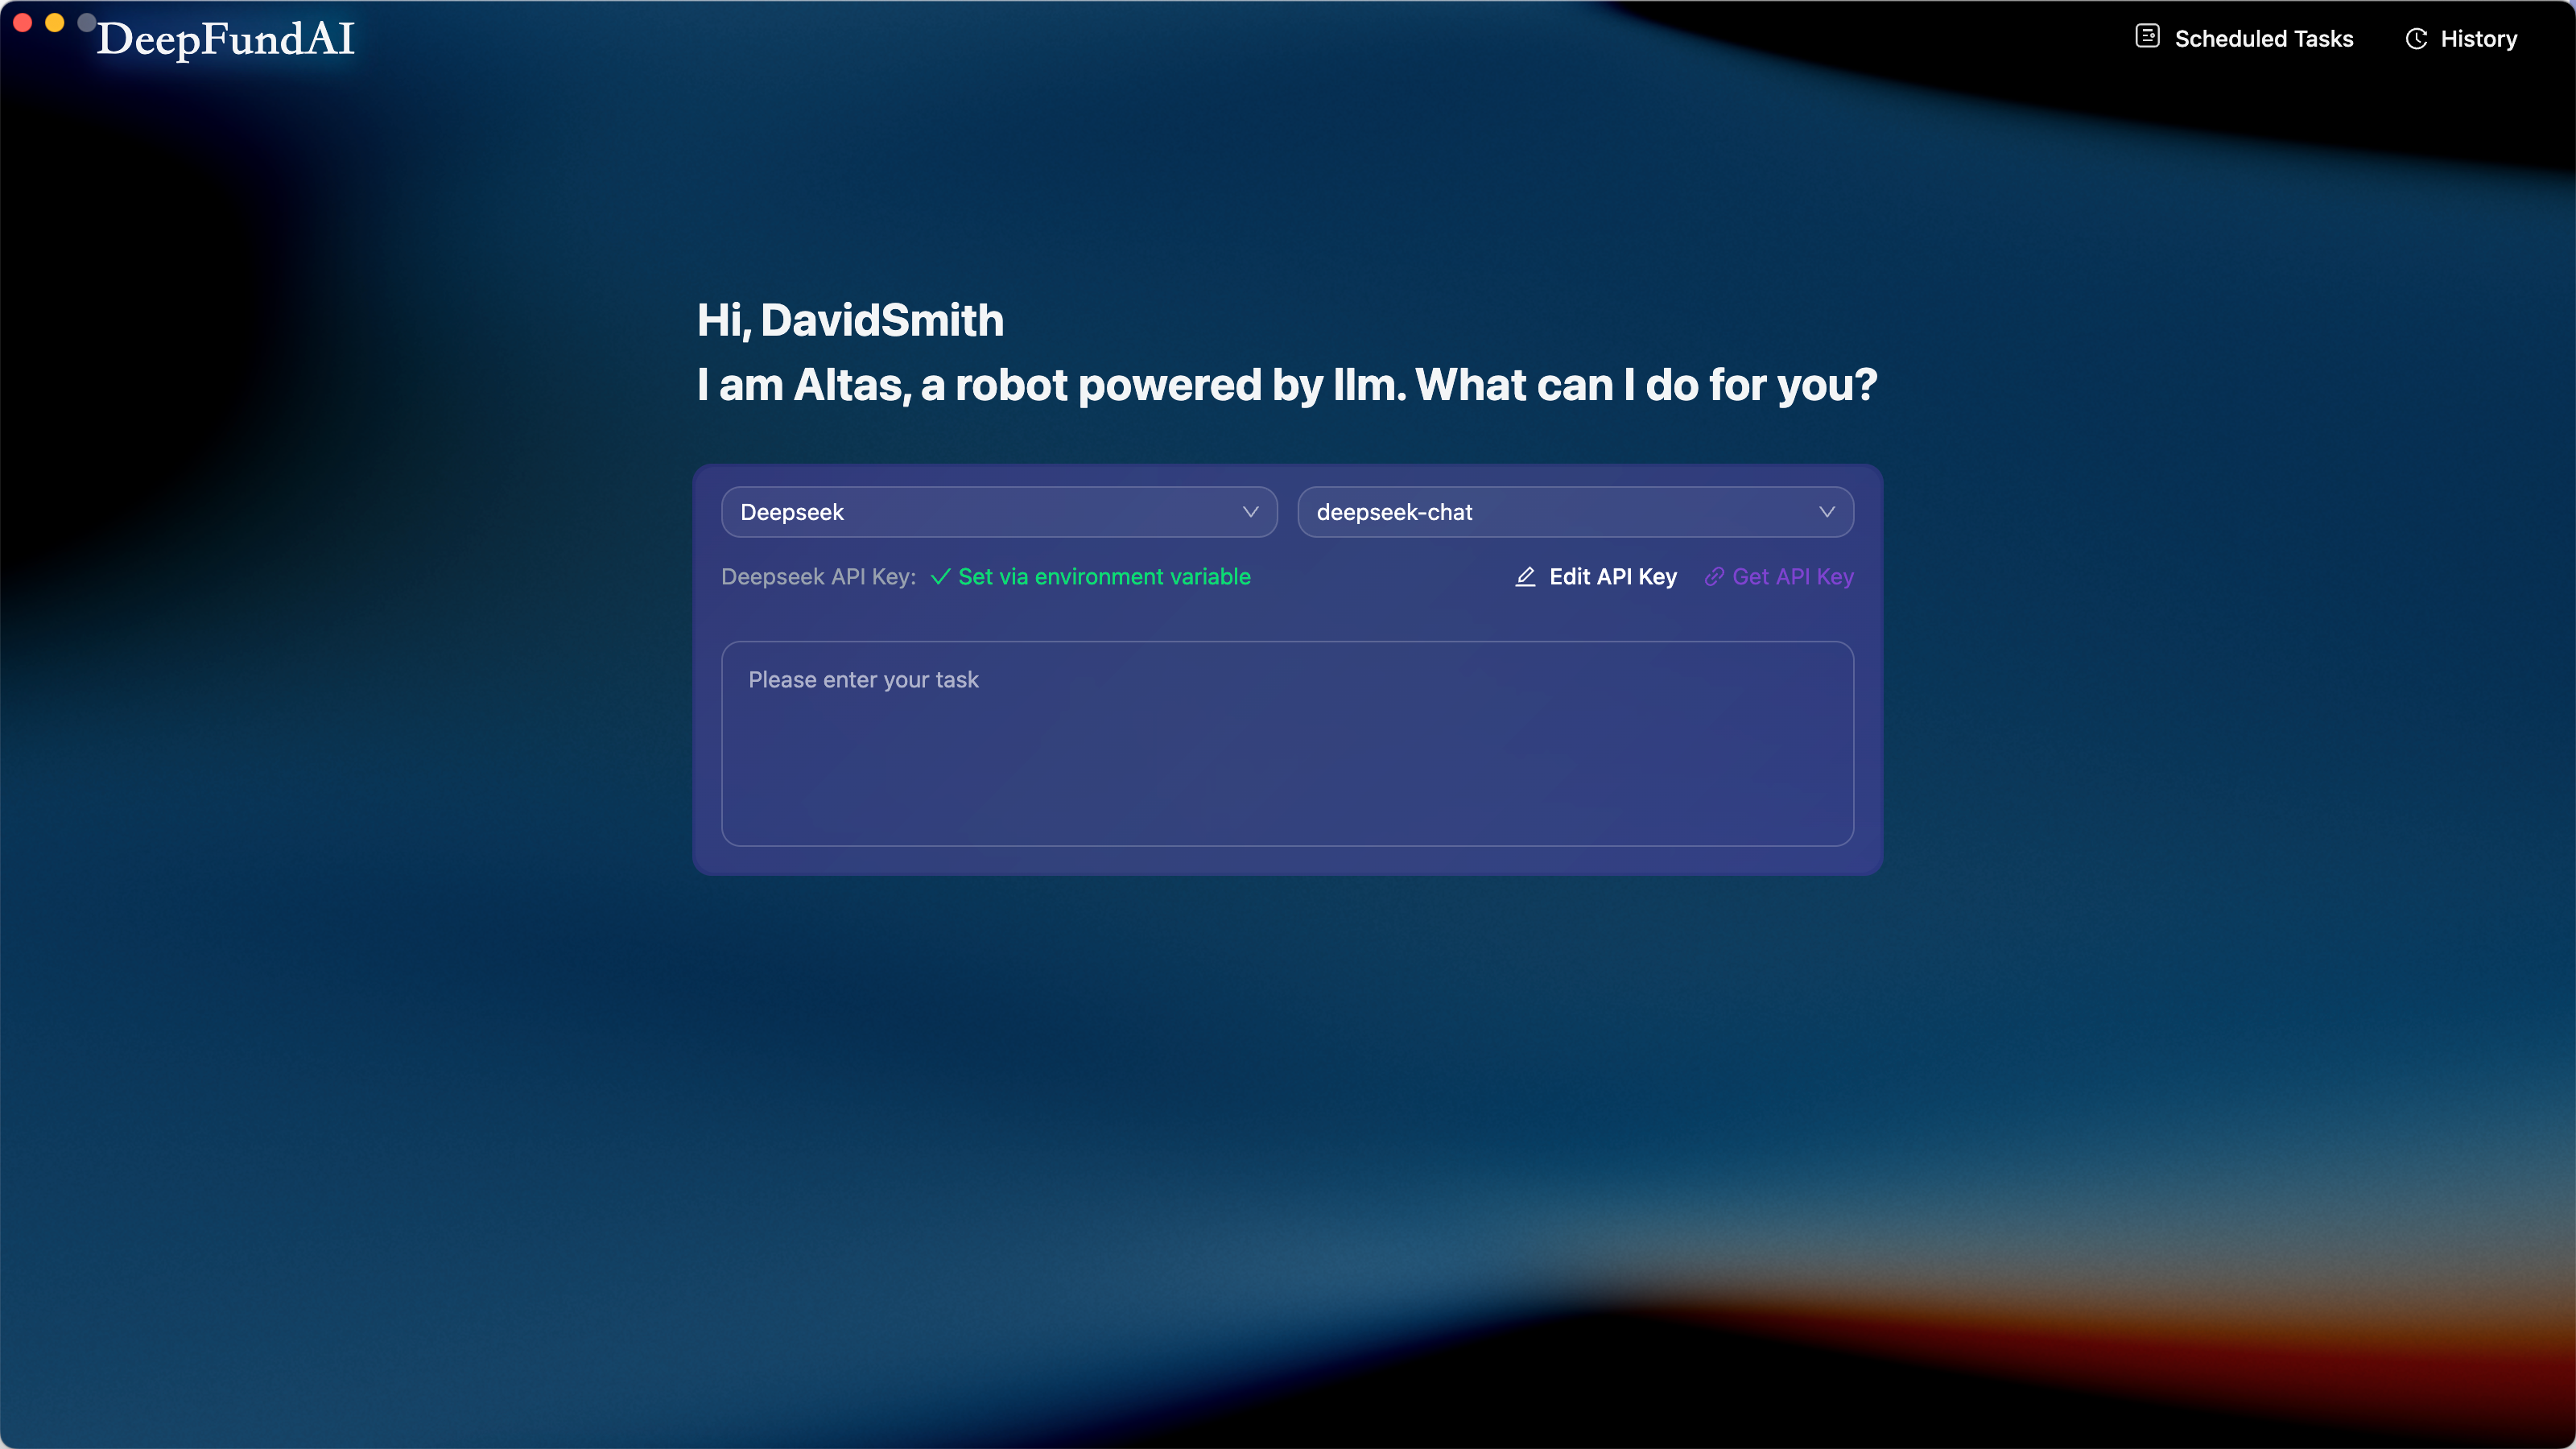 DeepFundAI
Scheduled Tasks
History
Hi, DavidSmith
I am Altas, a robot powered by llm. What can I do for you?
Deepseek
deepseek-chat
Deepseek API Key: Set via environment variable
Edit API Key
Get API Key
Please enter your task